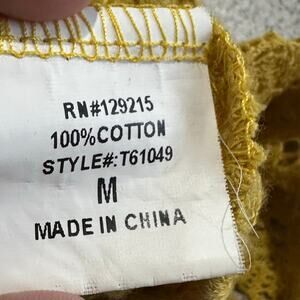 RN#129215
100%COTTON
STYLE#:T61049
M
MADE IN CHINA